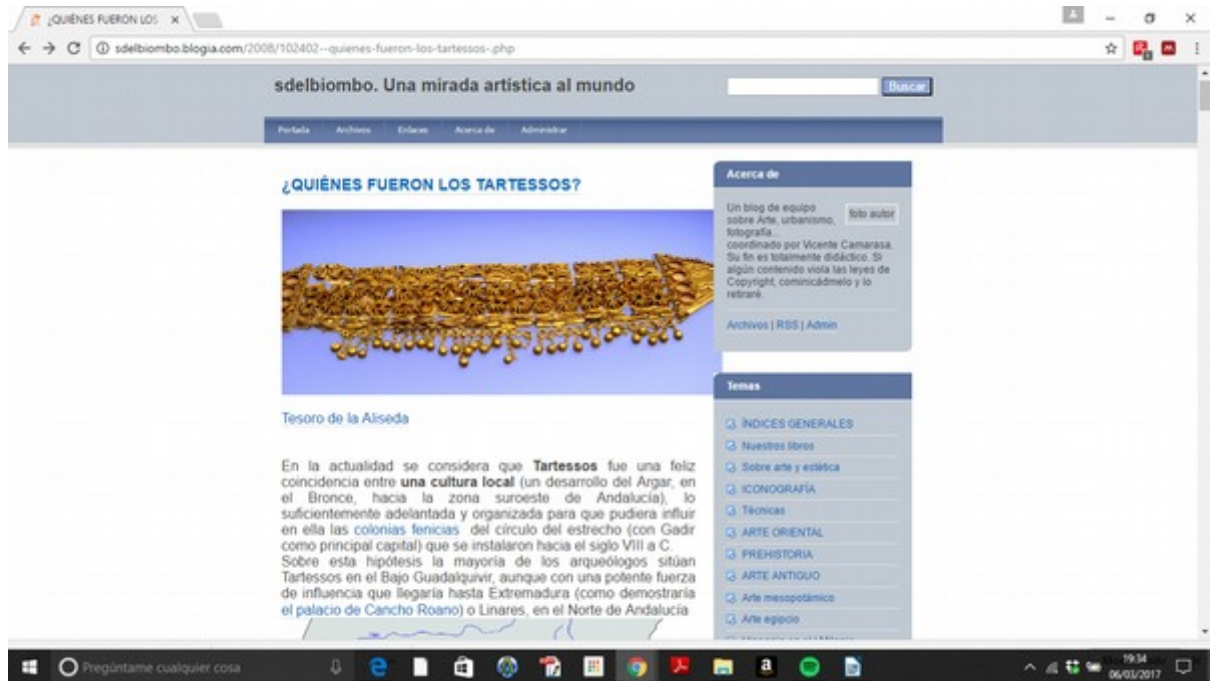 ¿QUIÉNES FUERON LOS
sdelbiombo.blogia.com/2008/102402--quienes-fueron-los-tartessos-.php
sdelbiombo. Una mirada artística al mundo
Buscar
Portada Archivos Enlaces Acerca de Administrar
¿QUIÉNES FUERON LOS TARTESSOS?
Tesoro de la Aliseda
En la actualidad se considera que Tartessos fue una feliz
coincidencia entre una cultura local (un desarrollo del Argar, en
el Bronce, hacia la zona suroeste de Andalucía), lo
suficientemente adelantada y organizada para que pudiera influir
en ella las colonias fenicias del círculo del estrecho (con Gadir
como principal capital) que se instalaron hacia el siglo VIII a C.
Sobre esta hipótesis la mayoría de los arqueólogos sitúan
Tartessos en el Bajo Guadalquivir, aunque con una potente fuerza
de influencia que llegaría hasta Extremadura (como demostraría
el palacio de Cancho Roano) o Linares, en el Norte de Andalucía
Acerca de
Un blog de equipo
sobre Arte, urbanismo,
fotografía...
foto autor
coordinado por Vicente Camarasa.
Su fin es totalmente didáctico. Si
algún contenido viola las leyes de
Copyright, cominicádmelo y lo
retiraré.
Archivos | RSS | Admin
Temas
ÍNDICES GENERALES
Nuestros libros
Sobre arte y estética
ICONOGRAFÍA
Técnicas
ARTE ORIENTAL
PREHISTORIA
ARTE ANTIGUO
Arte mesopotámico
Arte egipcio
Pregúntame cualquier cosa
19:34
06/03/2017